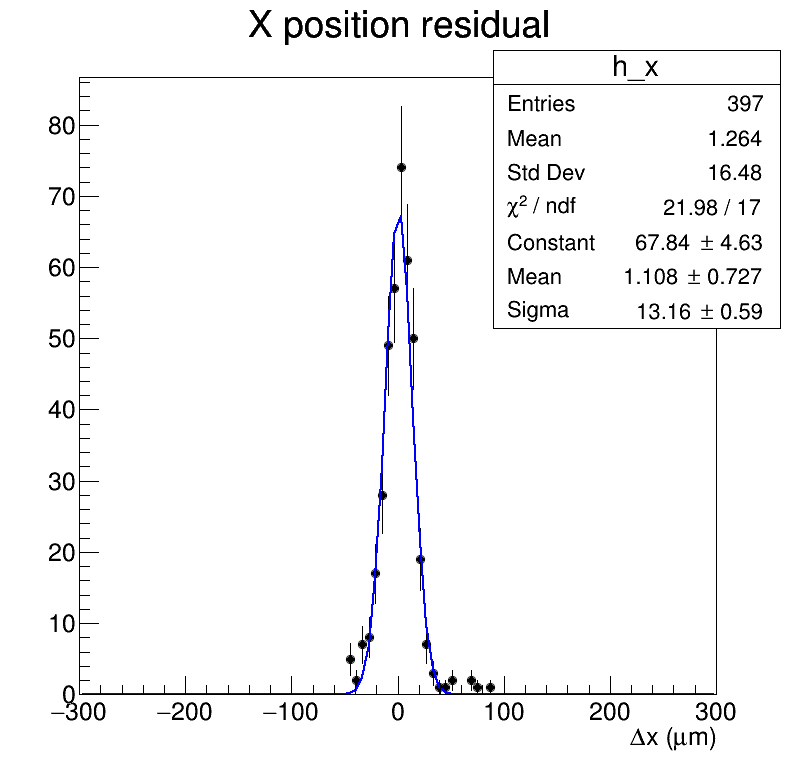 X position residual
h_x
Entries 397
Mean 1.264
Std Dev 16.48
χ² / ndf 21.98 / 17
Constant 67.84 ± 4.63
Mean 1.108 ± 0.727
Sigma 13.16 ± 0.59
80
70
60
50
40
30
20
10
0
−300 −200 −100 0 100 200 300
Δx (μm)